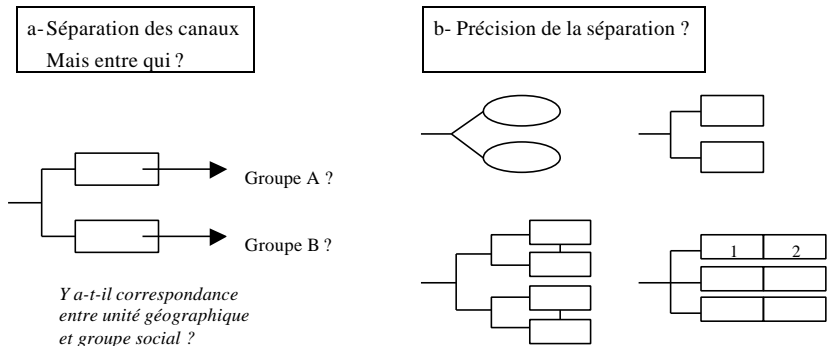 a- Séparation des canaux
Mais entre qui ?
Groupe A ?
Groupe B ?
Y a-t-il correspondance
entre unité géographique
et groupe social ?
b- Précision de la séparation ?
1 2